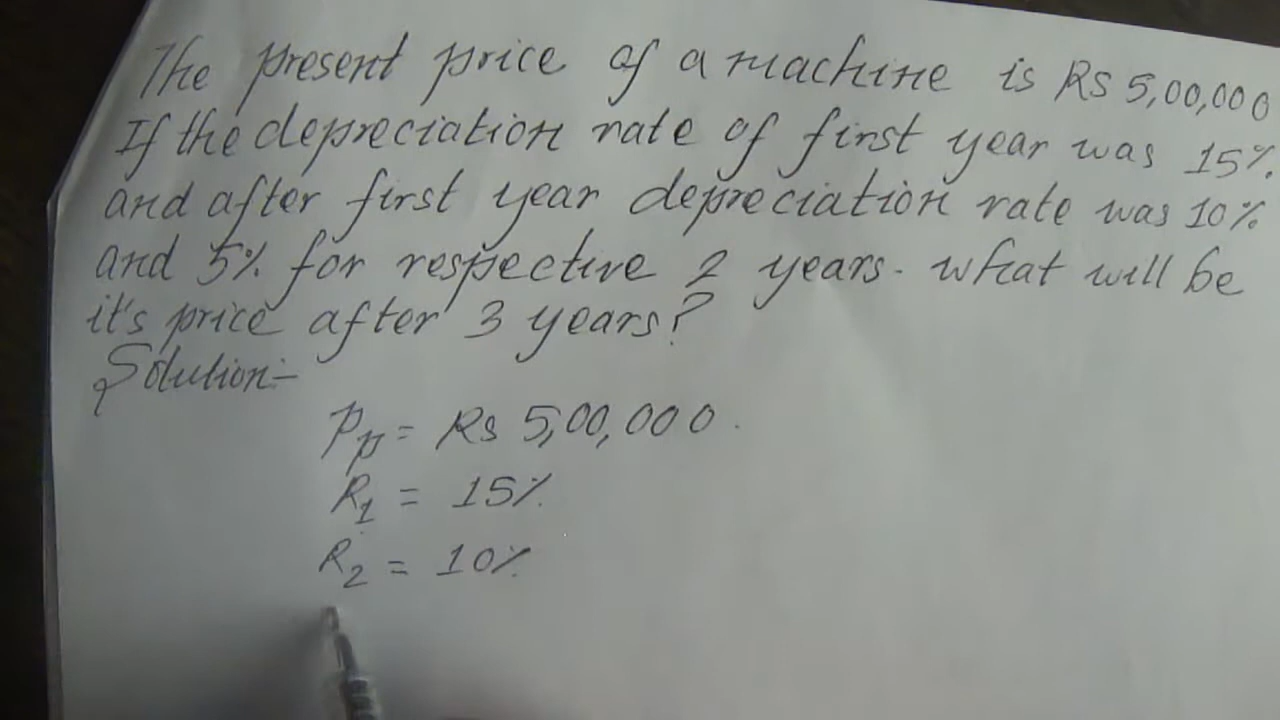 The present price of a machine is Rs 5,00,000
If the depreciation rate of first year was 15%.
and after first year depreciation rate was 10%
and 5% for respective 2 years. what will be
it's price after 3 years?
Solution:-
Pp = Rs 5,00,000.
R1 = 15%
R2 = 10%